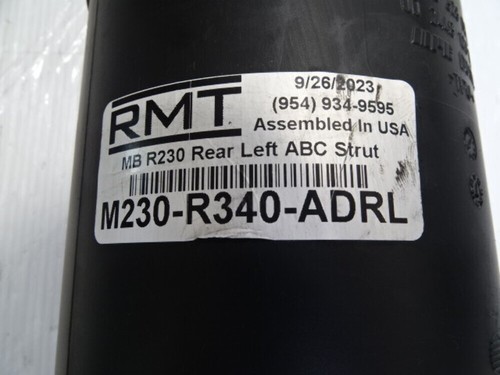 RMT
9/26/2023
(954) 934-9595
Assembled In USA
MB R230 Rear Left ABC Strut
M230-R340-ADRL